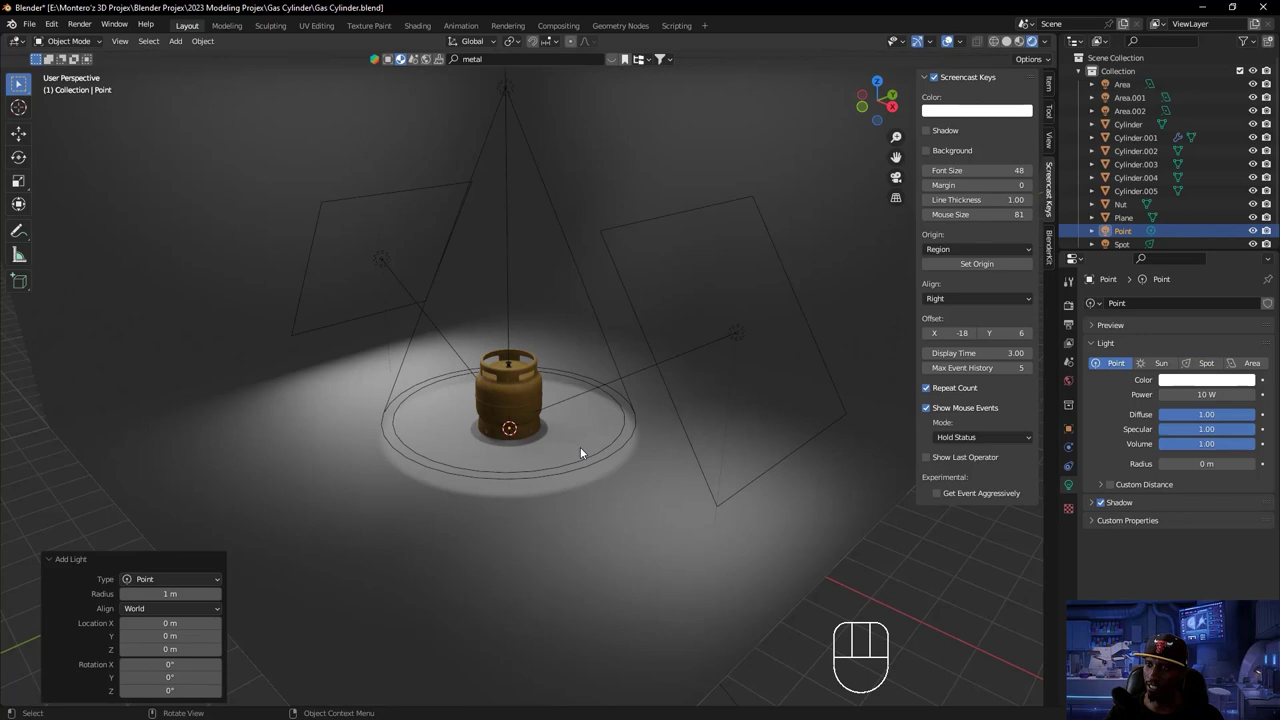 Blender* [E:\Montero'z 3D Projex\Blender Projex\2023 Modeling Projex\Gas Cylinder\Gas Cylinder.blend]
File Edit Render Window Help Layout Modeling Sculpting UV Editing Texture Paint Shading Animation Rendering Compositing Geometry Nodes Scripting + Scene ViewLayer
Object Mode View Select Add Object Global
metal Options
User Perspective
(1) Collection | Point
Z
Y
X
Screencast Keys
Color:
Shadow
Background
Font Size 48
Margin 0
Line Thickness 1.00
Mouse Size 81
Origin:
Region
Set Origin
Align:
Right
Offset:
X -18 Y 6
Display Time 3.00
Max Event History 5
Repeat Count
Show Mouse Events
Mode:
Hold Status
Show Last Operator
Experimental:
Get Event Aggressively
Item
Tool
View
Screencast Keys
BlenderKit
Scene Collection
Collection
Area
Area.001
Area.002
Cylinder
Cylinder.001
Cylinder.002
Cylinder.003
Cylinder.004
Cylinder.005
Nut
Plane
Point
Spot
Point > Point
Point
Preview
Light
Point Sun Spot Area
Color
Power 10 W
Diffuse 1.00
Specular 1.00
Volume 1.00
Radius 0 m
Custom Distance
Shadow
Custom Properties
Add Light
Type Point
Radius 1 m
Align World
Location X 0 m
Y 0 m
Z 0 m
Rotation X 0°
Y 0°
Z 0°
Select Rotate View Object Context Menu